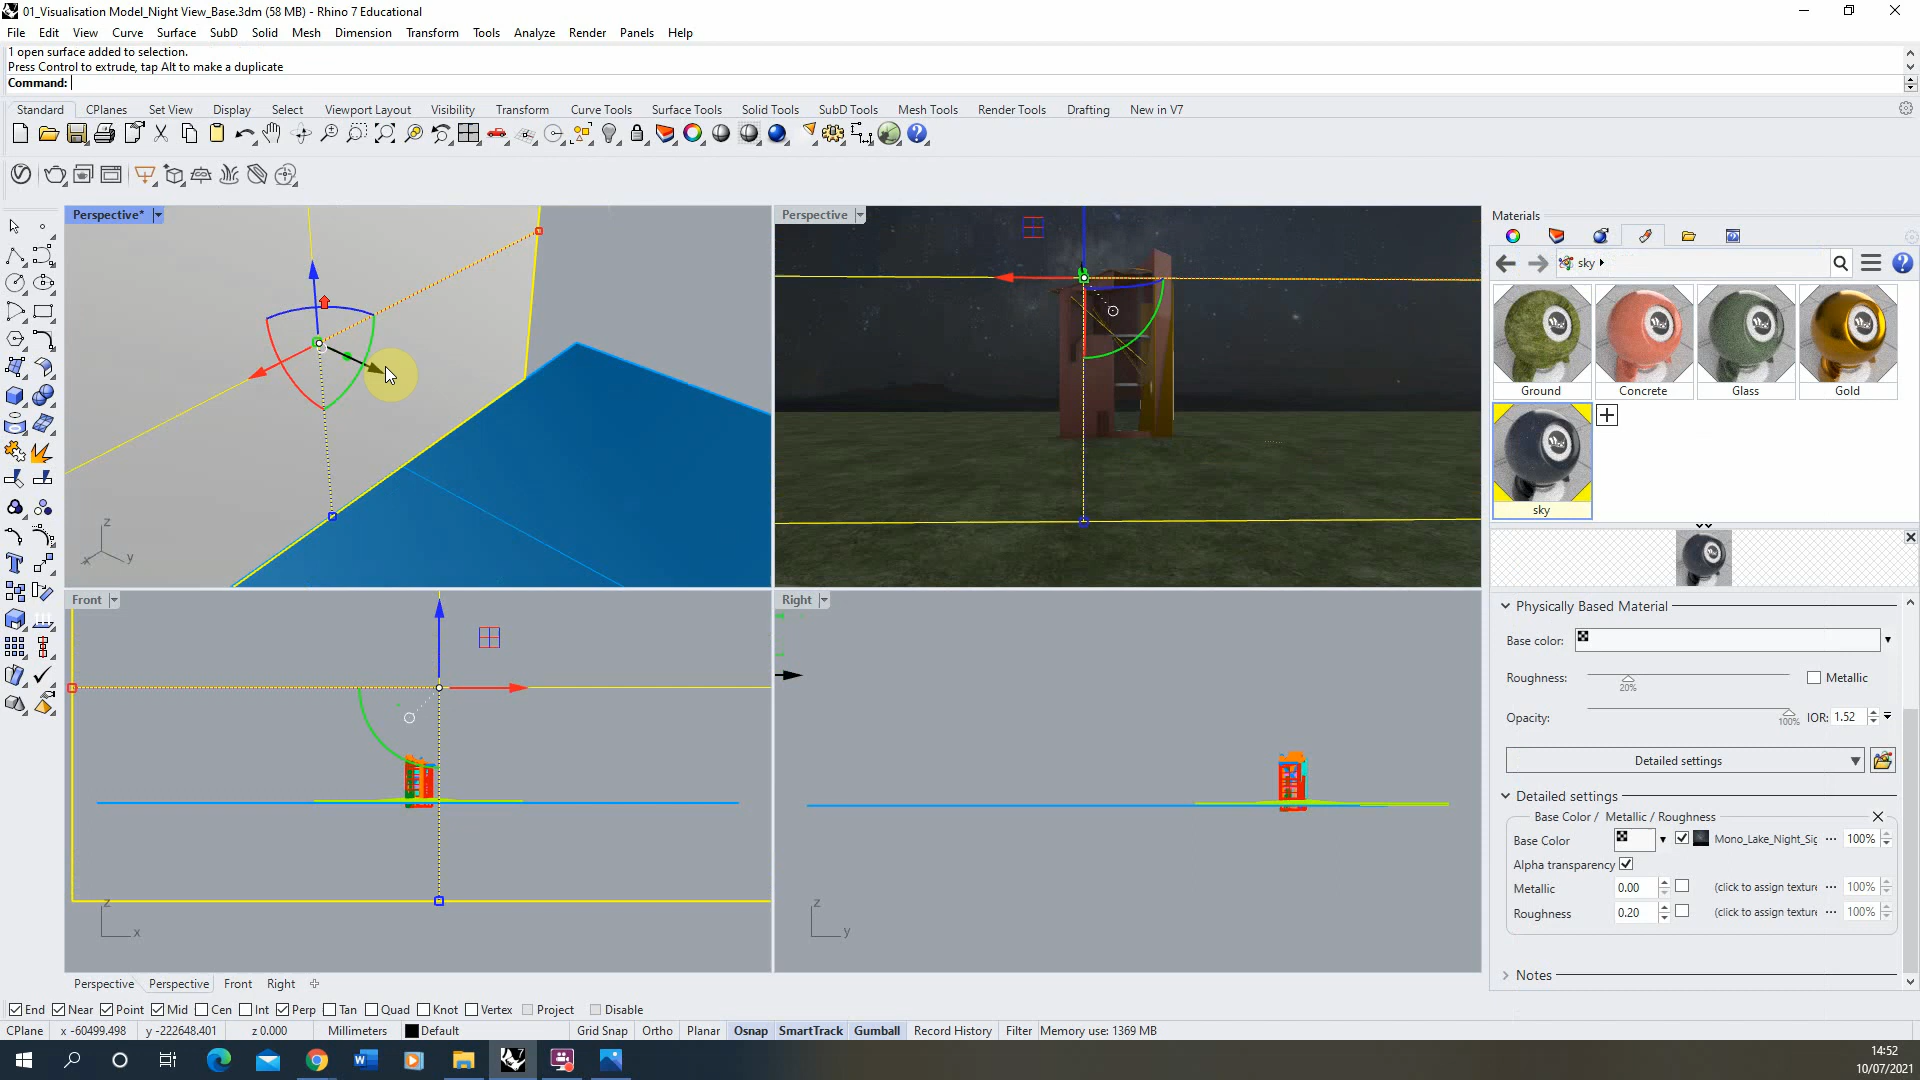 01_Visualisation Model_Night View_Base.3dm (58 MB) - Rhino 7 Educational
File Edit View Curve Surface SubD Solid Mesh Dimension Transform Tools Analyze Render Panels Help
1 open surface added to selection.
Press Control to extrude, tap Alt to make a duplicate
Command:
Standard CPlanes Set View Display Select Viewport Layout Visibility Transform Curve Tools Surface Tools Solid Tools SubD Tools Mesh Tools Render Tools Drafting New in V7
Perspective*
Perspective
Materials
sky
Ground Concrete Glass Gold
sky
z
x
y
Front
Right
Physically Based Material
Base color:
Roughness: 20% Metallic
Opacity: 100% IOR: 1.52
Detailed settings
Detailed settings
Base Color / Metallic / Roughness
Base Color Mono_Lake_Night_Sig ... 100%
Alpha transparency
Metallic 0.00 (click to assign texture ... 100%
Roughness 0.20 (click to assign texture ... 100%
z
x
z
y
Notes
Perspective Perspective Front Right
End Near Point Mid Cen Int Perp Tan Quad Knot Vertex Project Disable
CPlane x -60499.498 y -222648.401 z 0.000 Millimeters Default Grid Snap Ortho Planar Osnap SmartTrack Gumball Record History Filter Memory use: 1369 MB
14:52
10/07/2021